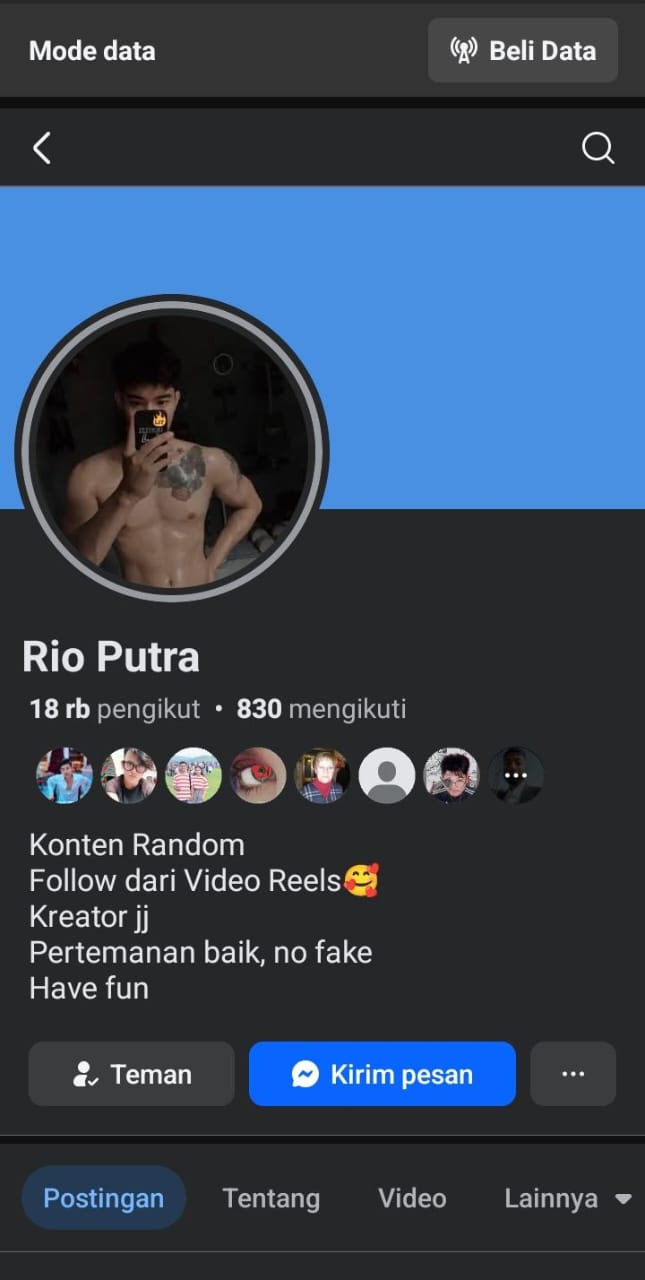 Mode data
Beli Data
Rio Putra
18 rb pengikut • 830 mengikuti
Konten Random
Follow dari Video Reels🥰
Kreator jj
Pertemanan baik, no fake
Have fun
Teman
Kirim pesan
Postingan
Tentang
Video
Lainnya